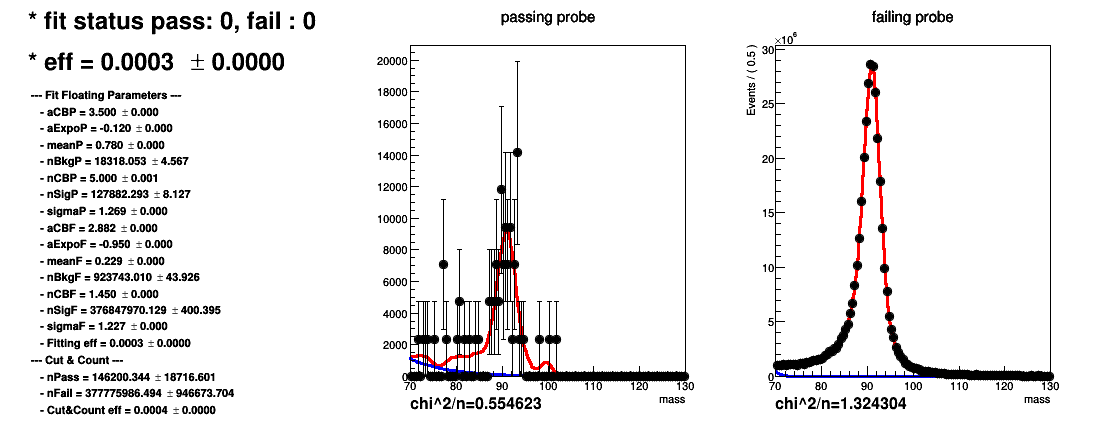 * fit status pass: 0, fail : 0
* eff = 0.0003 ± 0.0000
--- Fit Floating Parameters ---
- aCBP = 3.500 ± 0.000
- aExpoP = -0.120 ± 0.000
- meanP = 0.780 ± 0.000
- nBkgP = 18318.053 ± 4.567
- nCBP = 5.000 ± 0.001
- nSigP = 127882.293 ± 8.127
- sigmaP = 1.269 ± 0.000
- aCBF = 2.882 ± 0.000
- aExpoF = -0.950 ± 0.000
- meanF = 0.229 ± 0.000
- nBkgF = 923743.010 ± 43.926
- nCBF = 1.450 ± 0.000
- nSigF = 376847970.129 ± 400.395
- sigmaF = 1.227 ± 0.000
- Fitting eff = 0.0003 ± 0.0000
--- Cut & Count ---
- nPass = 146200.344 ± 18716.601
- nFail = 377775986.494 ± 946673.704
- Cut&Count eff = 0.0004 ± 0.0000
passing probe
20000
18000
16000
14000
12000
10000
8000
6000
4000
2000
0
70 80 90 100 110 120 130
mass
chi^2/n=0.554623
failing probe
×10^6
Events / ( 0.5 )
30
25
20
15
10
5
0
70 80 90 100 110 120 130
mass
chi^2/n=1.324304